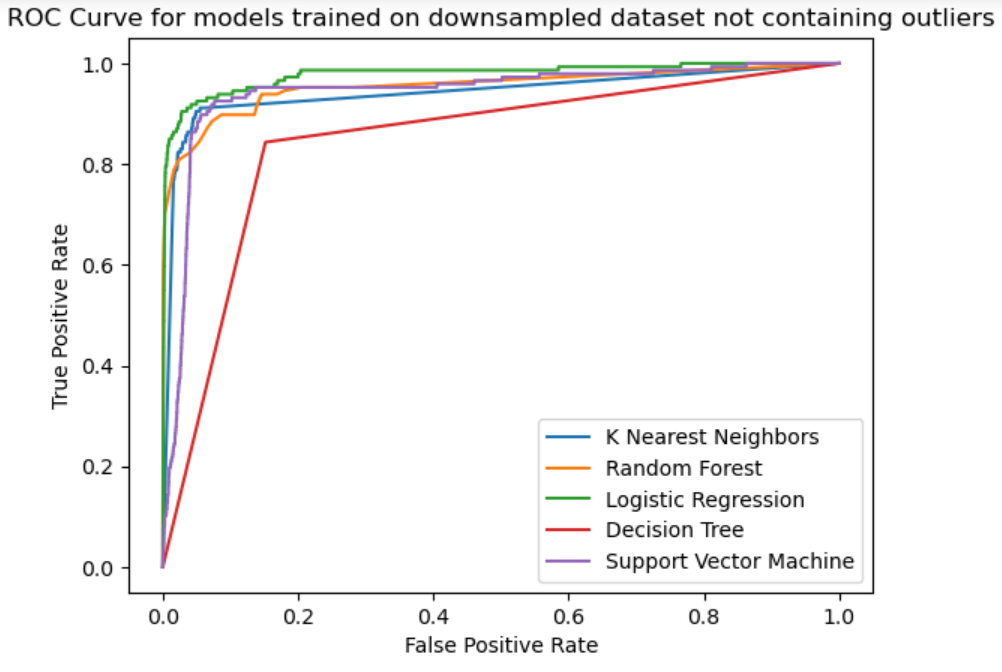 ROC Curve for models trained on downsampled dataset not containing outliers
1.0
0.8
0.6
0.4
0.2
0.0
True Positive Rate
K Nearest Neighbors
Random Forest
Logistic Regression
Decision Tree
Support Vector Machine
0.0 0.2 0.4 0.6 0.8 1.0
False Positive Rate